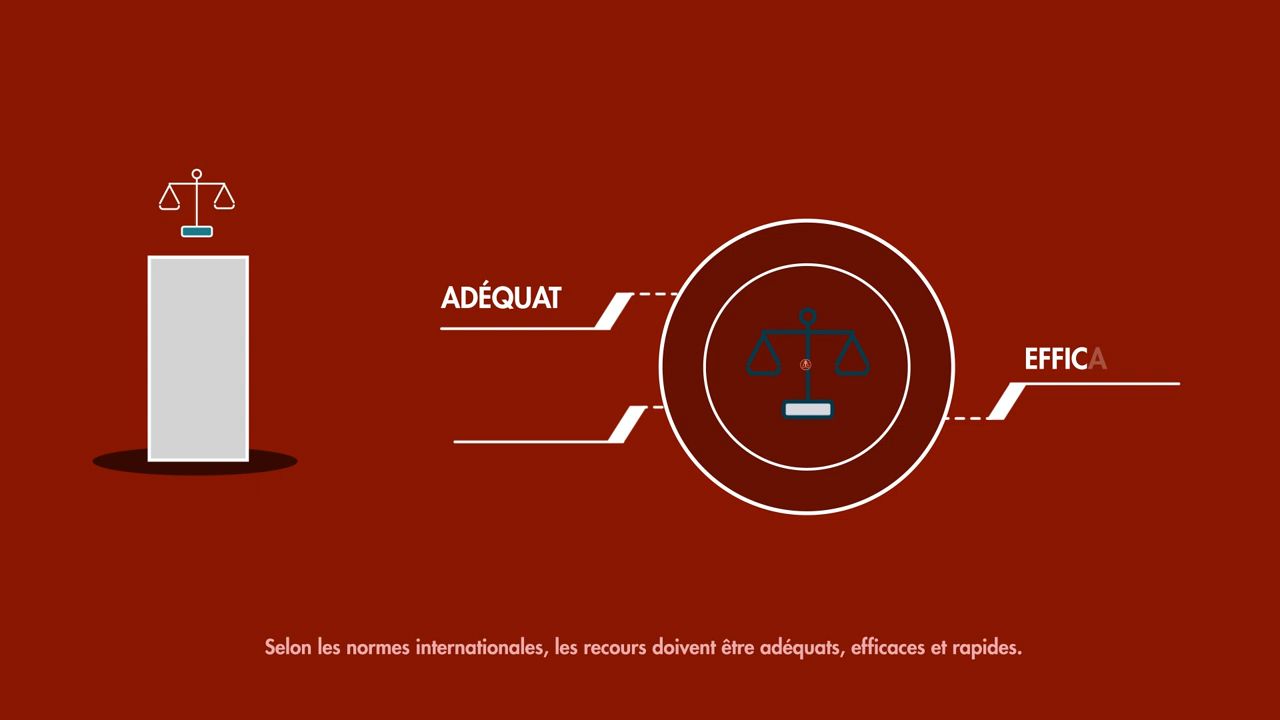 ADÉQUAT
EFFICA
Selon les normes internationales, les recours doivent être adéquats, efficaces et rapides.